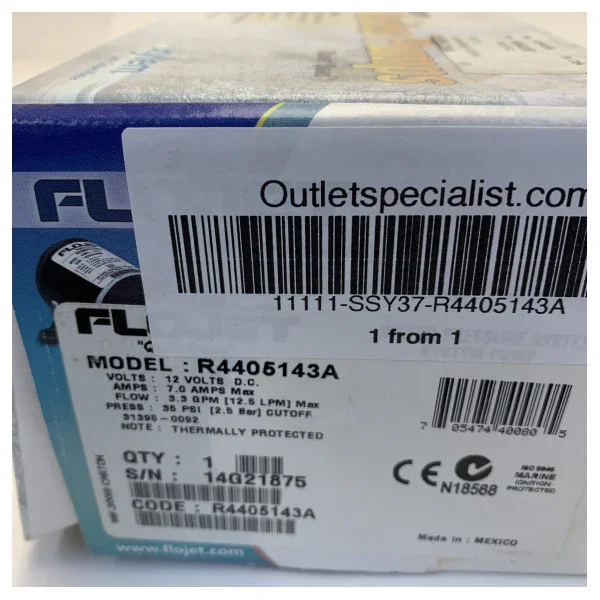 FLOJET
Outletspecialist.com
11111-SSY37-R4405143A
1 from 1
FLOJET
MODEL : R4405143A
VOLTS : 12 VOLTS D.C.
AMPS : 7.0 AMPS Max
FLOW : 3.3 GPM [12.5 LPM] Max
PRESS : 35 PSI [2.5 Bar] CUTOFF
31395-0092
NOTE : THERMALLY PROTECTED
QTY : 1
S/N : 14G21875
CODE : R4405143A
www.flojet.com
SYSTEM PUMP
7 05474 40080 5
CE
N18568
ISO 8846
MARINE
IGNITION
PROTECTED
Made in : MEXICO